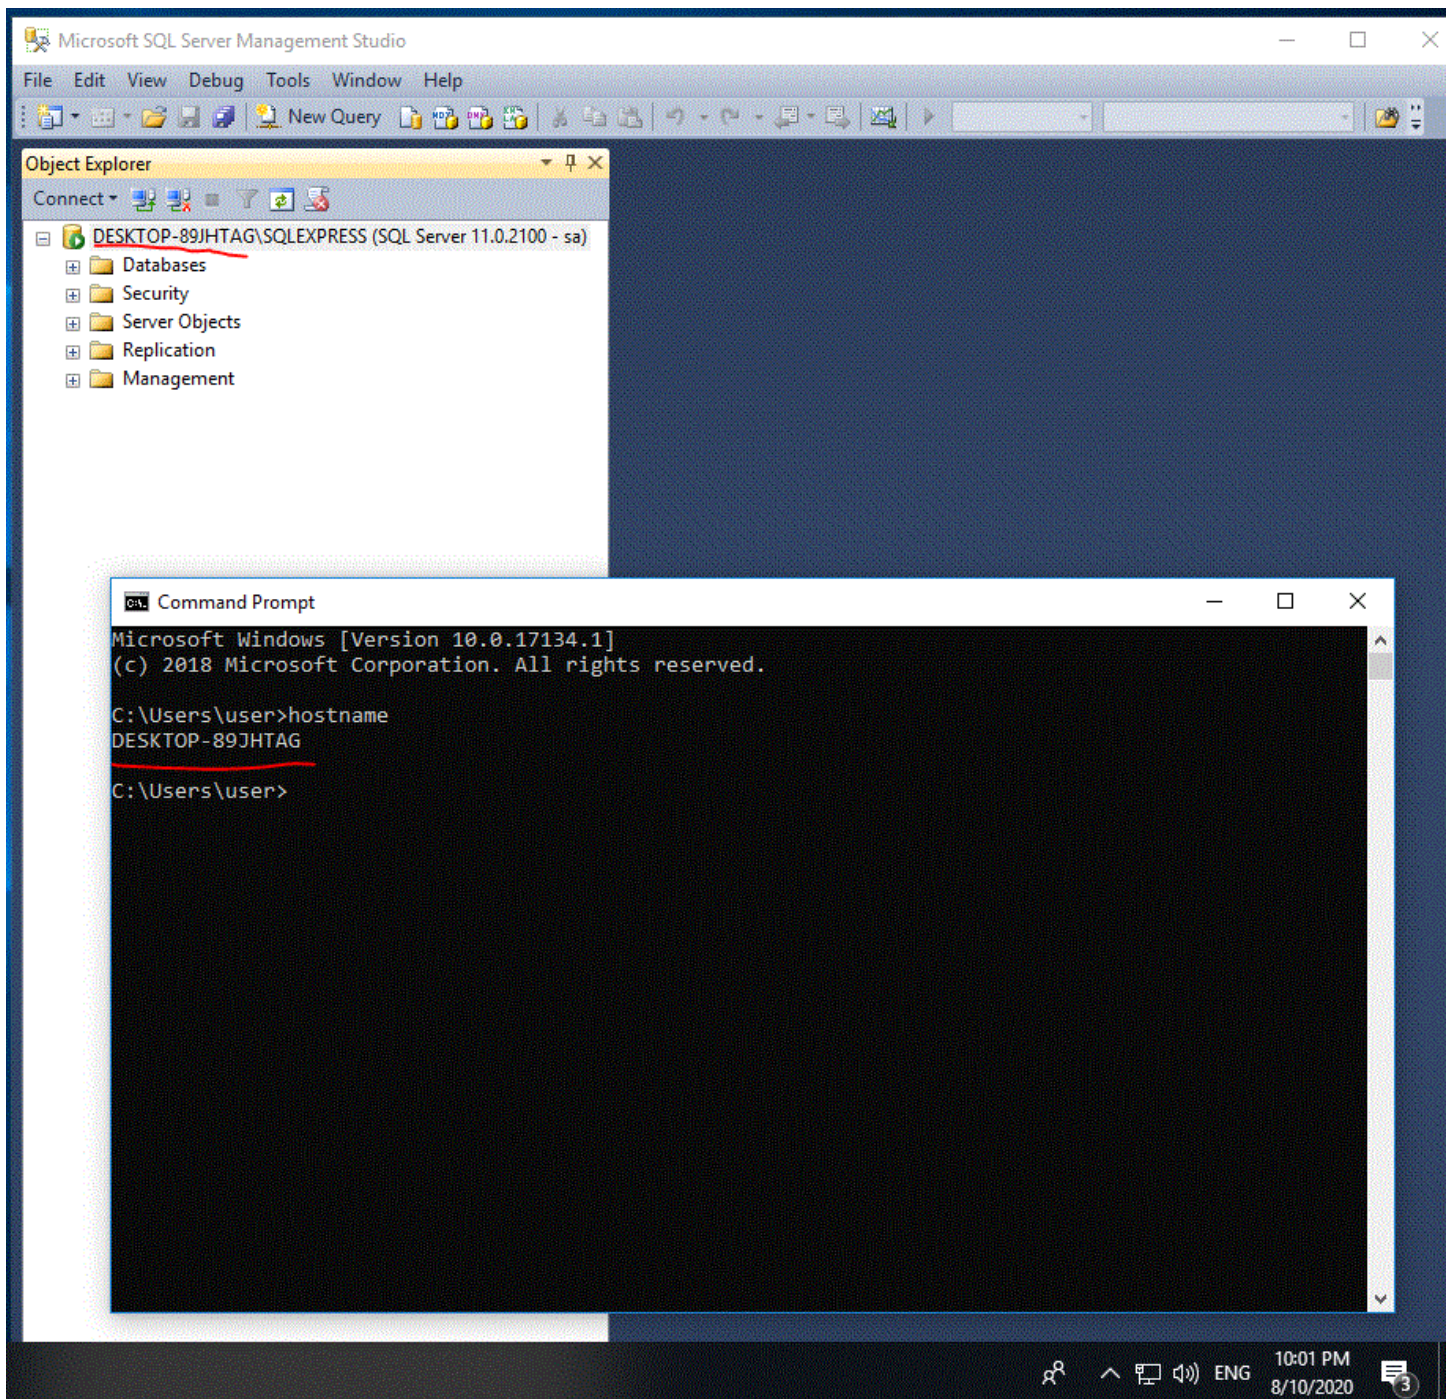 Microsoft SQL Server Management Studio
File Edit View Debug Tools Window Help
New Query
Object Explorer
Connect
DESKTOP-89JHTAG\SQLEXPRESS (SQL Server 11.0.2100 - sa)
Databases
Security
Server Objects
Replication
Management
Command Prompt
Microsoft Windows [Version 10.0.17134.1]
(c) 2018 Microsoft Corporation. All rights reserved.
C:\Users\user>hostname
DESKTOP-89JHTAG
C:\Users\user>
ENG
10:01 PM
8/10/2020
3